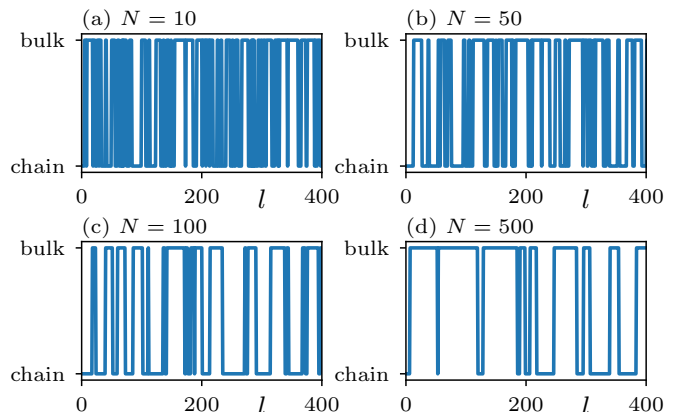 (a) N = 10
bulk
chain
0 200 l 400
(b) N = 50
bulk
chain
0 200 l 400
(c) N = 100
bulk
chain
0 200 l 400
(d) N = 500
bulk
chain
0 200 l 400